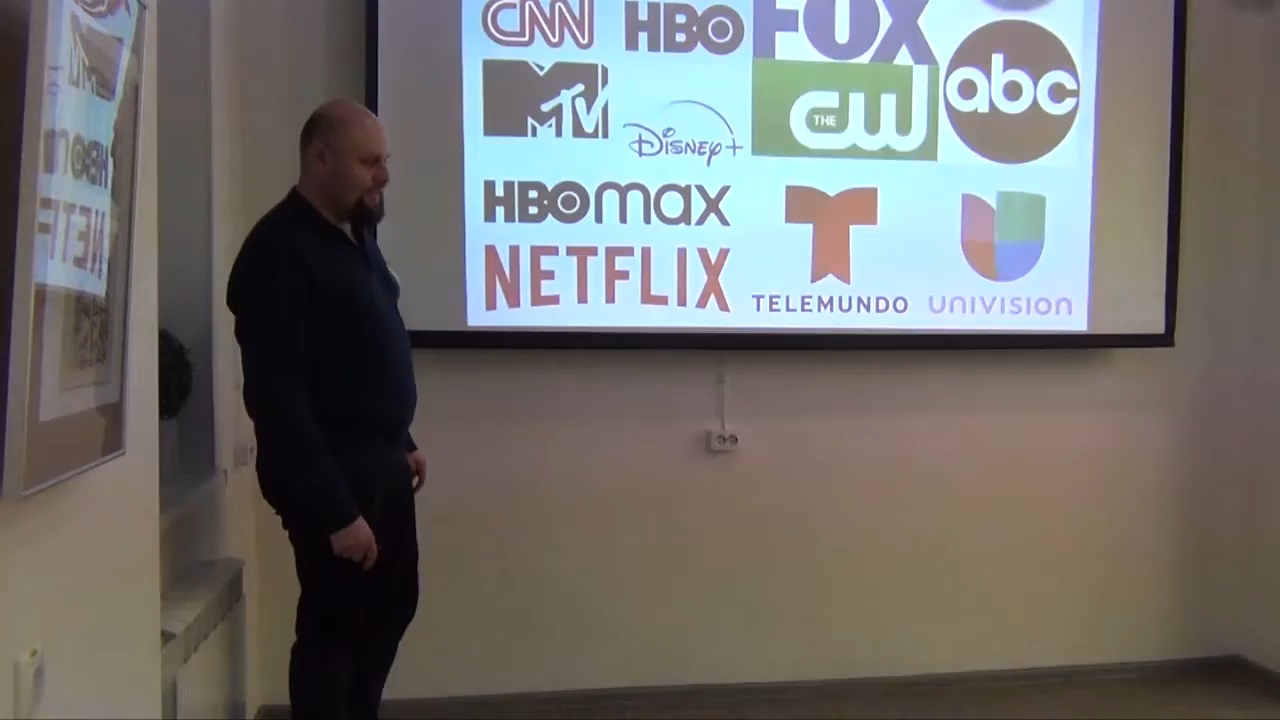 CNN HBO FOX
MTV DISNEY+ THE CW abc
HBO max
NETFLIX
TELEMUNDO UNIVISION